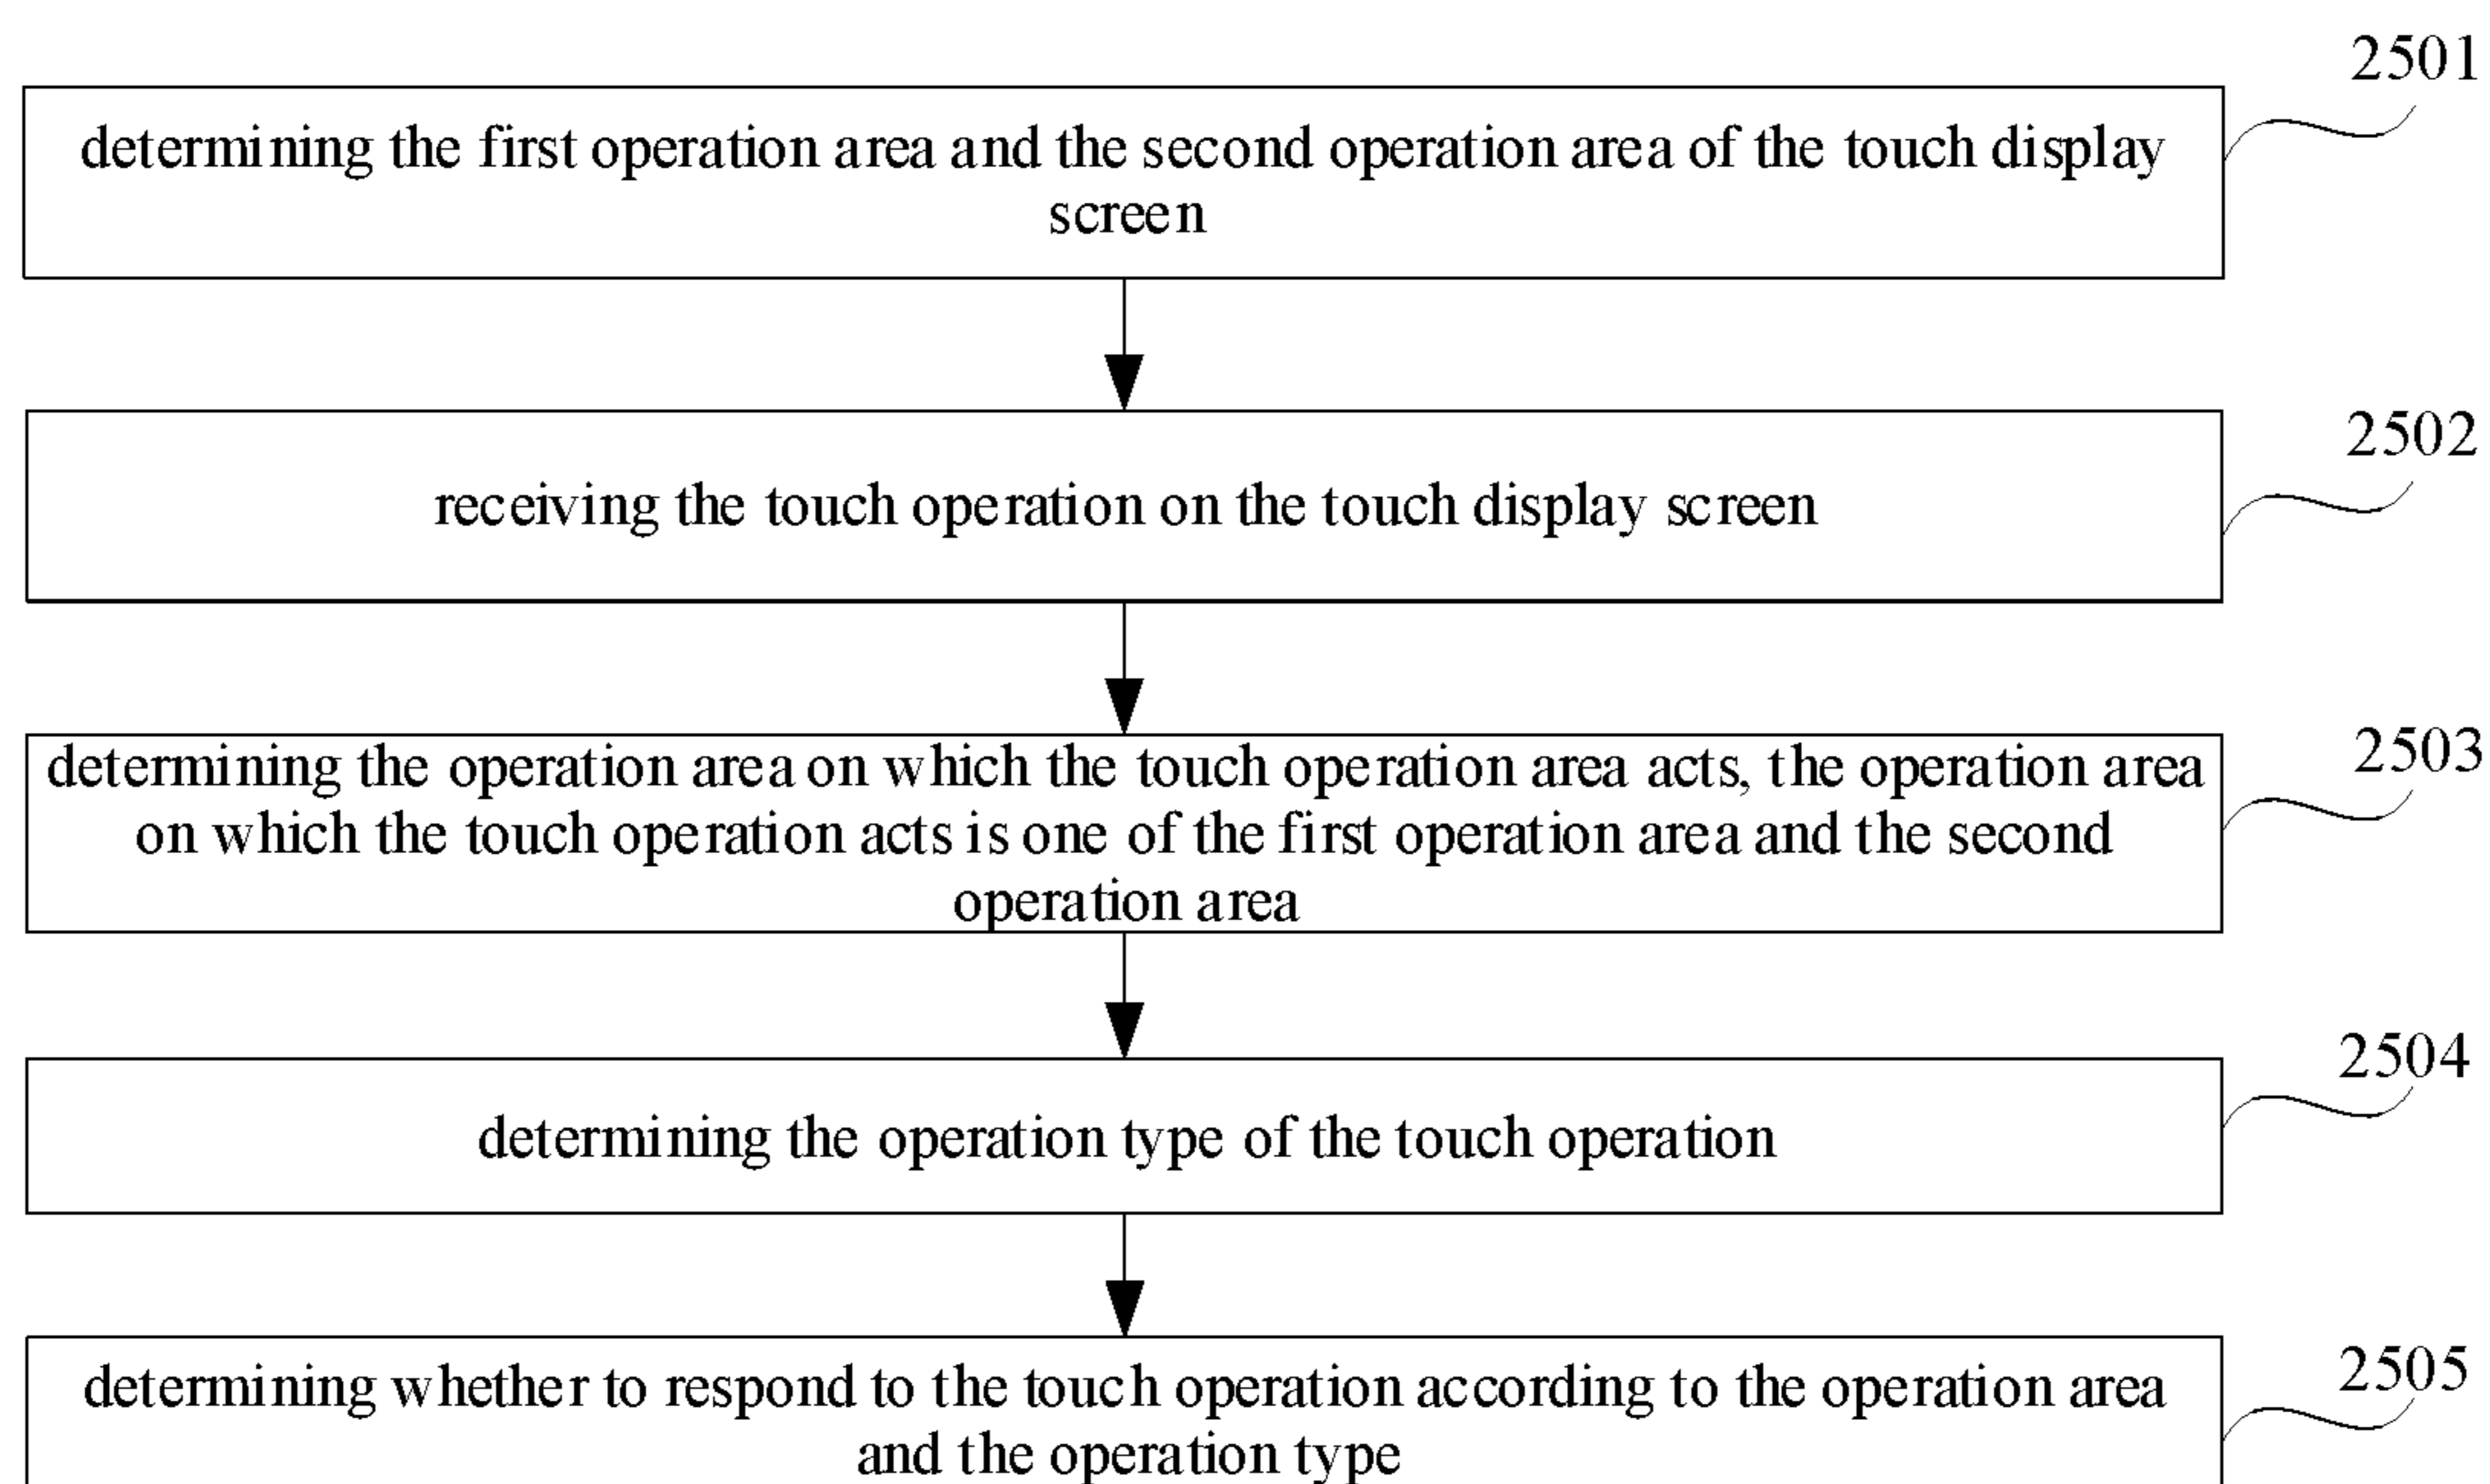 2501
determining the first operation area and the second operation area of the touch display
screen
2502
receiving the touch operation on the touch display screen
2503
determining the operation area on which the touch operation area acts, the operation area
on which the touch operation acts is one of the first operation area and the second
operation area
2504
determining the operation type of the touch operation
2505
determining whether to respond to the touch operation according to the operation area
and the operation type